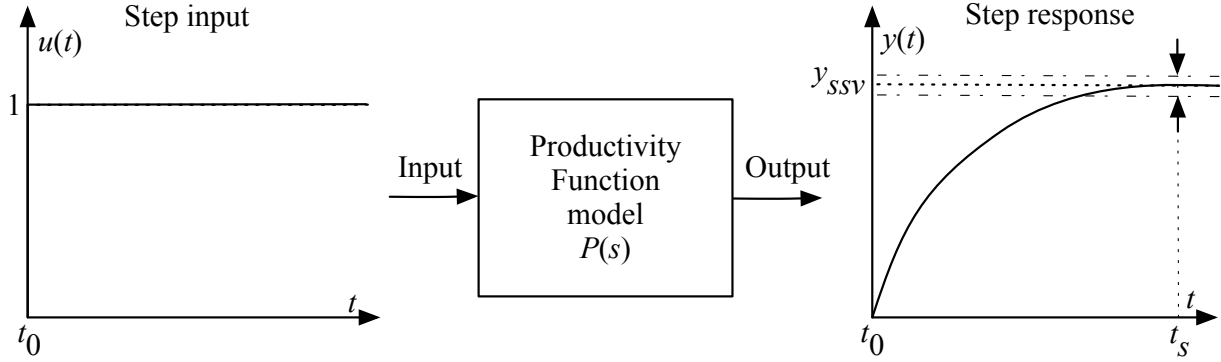 Step input
u(t)
1
t
t0
Input
Productivity
Function
model
P(s)
Output
Step response
y(t)
yssv
t
t0
ts